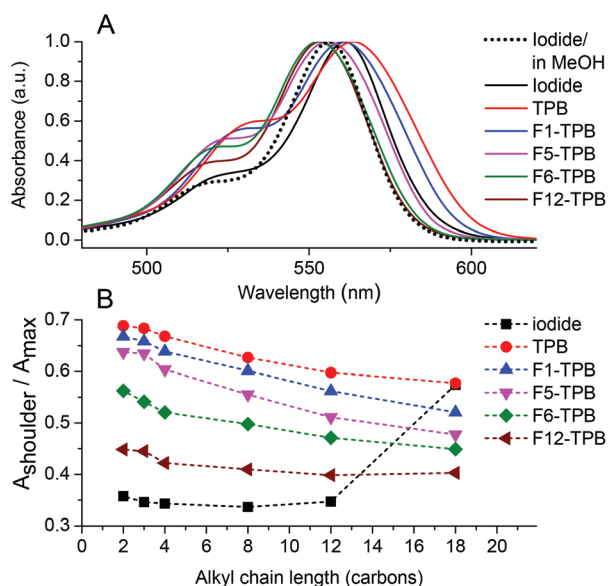 A
Absorbance (a.u.)
1.0
0.8
0.6
0.4
0.2
0.0
500
550
600
Wavelength (nm)
Iodide/
in MeOH
Iodide
TPB
F1-TPB
F5-TPB
F6-TPB
F12-TPB
B
Ashoulder / Amax
0.7
0.6
0.5
0.4
0.3
0 2 4 6 8 10 12 14 16 18 20
Alkyl chain length (carbons)
iodide
TPB
F1-TPB
F5-TPB
F6-TPB
F12-TPB